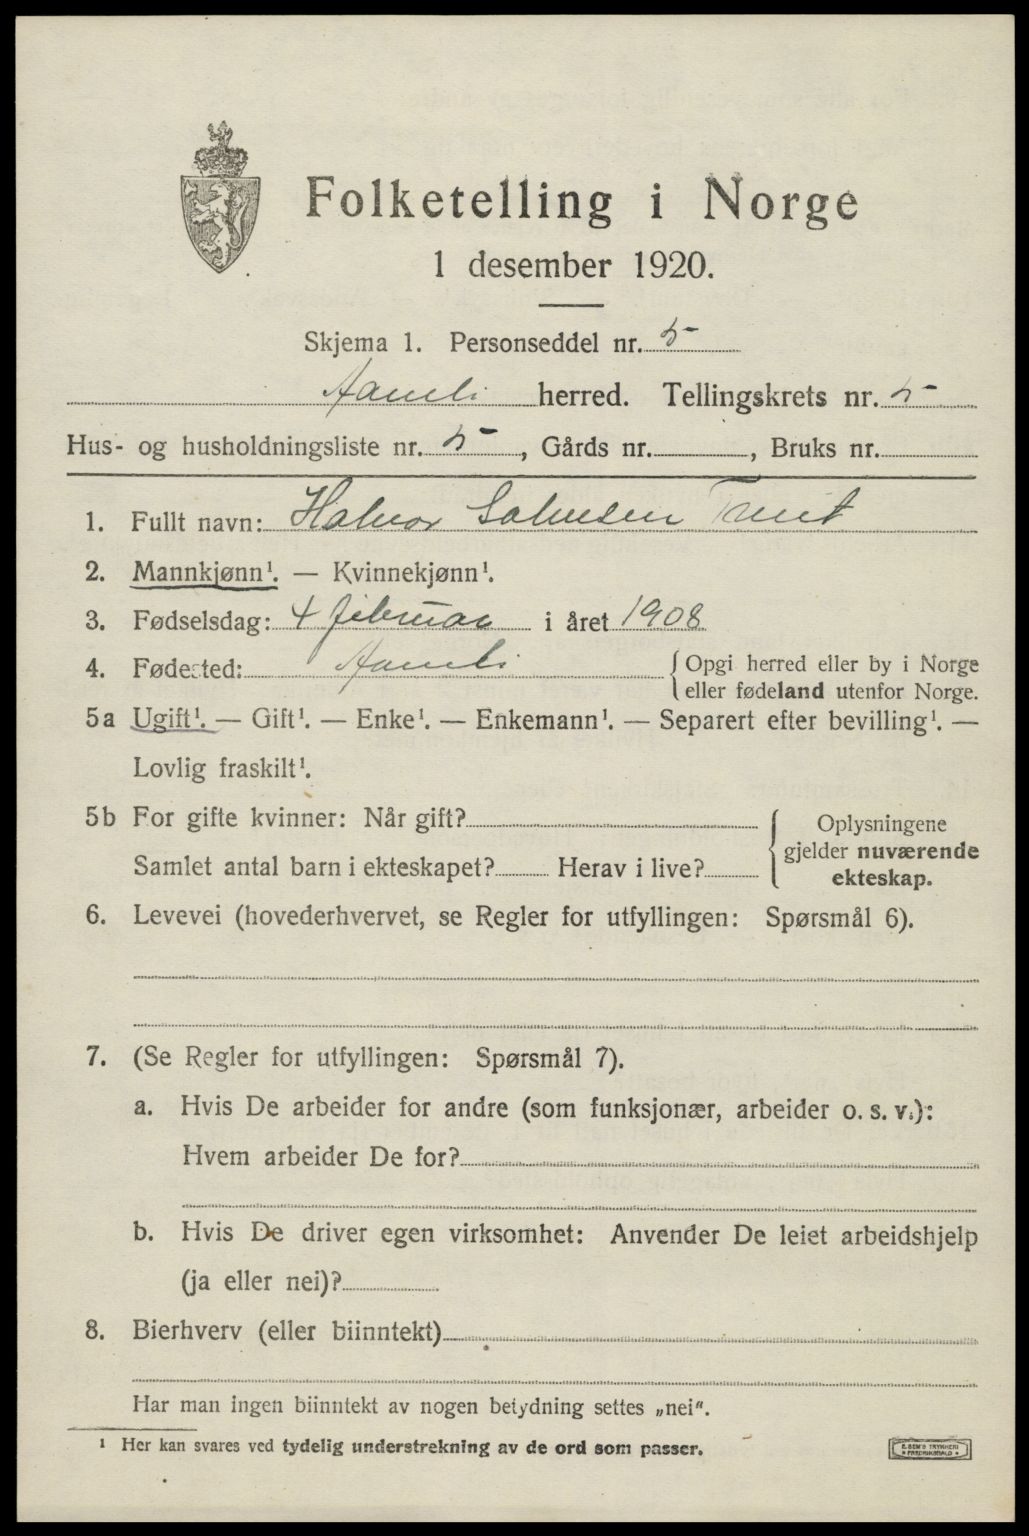 Folketelling i Norge
1 desember 1920.
Skjema 1. Personseddel nr. 5
Aamli herred. Tellingskrets nr. 5
Hus- og husholdningsliste nr. 5, Gårds nr. , Bruks nr.
1. Fullt navn: Halvor Salvesen
2. Mannkjønn¹. — Kvinnekjønn¹.
3. Fødselsdag: 4 februar i året 1908
4. Fødested: Aamli {Opgi herred eller by i Norge
eller fødeland utenfor Norge.
5a Ugift¹. — Gift¹. — Enke¹. — Enkemann¹. — Separert efter bevilling¹. —
Lovlig fraskilt¹.
5b For gifte kvinner: Når gift?
Samlet antal barn i ekteskapet? Herav i live?
{Oplysningene
gjelder nuværende
ekteskap.
6. Levevei (hovederhvervet, se Regler for utfyllingen: Spørsmål 6).
7. (Se Regler for utfyllingen: Spørsmål 7).
a. Hvis De arbeider for andre (som funksjonær, arbeider o. s. v.):
Hvem arbeider De for?
b. Hvis De driver egen virksomhet: Anvender De leiet arbeidshjelp
(ja eller nei)?
8. Bierhverv (eller biinntekt)
Har man ingen biinntekt av nogen betydning settes „nei".
¹ Her kan svares ved tydelig understrekning av de ord som passer.
E. SEM'S TRYKKERI
FREDRIKSHALD